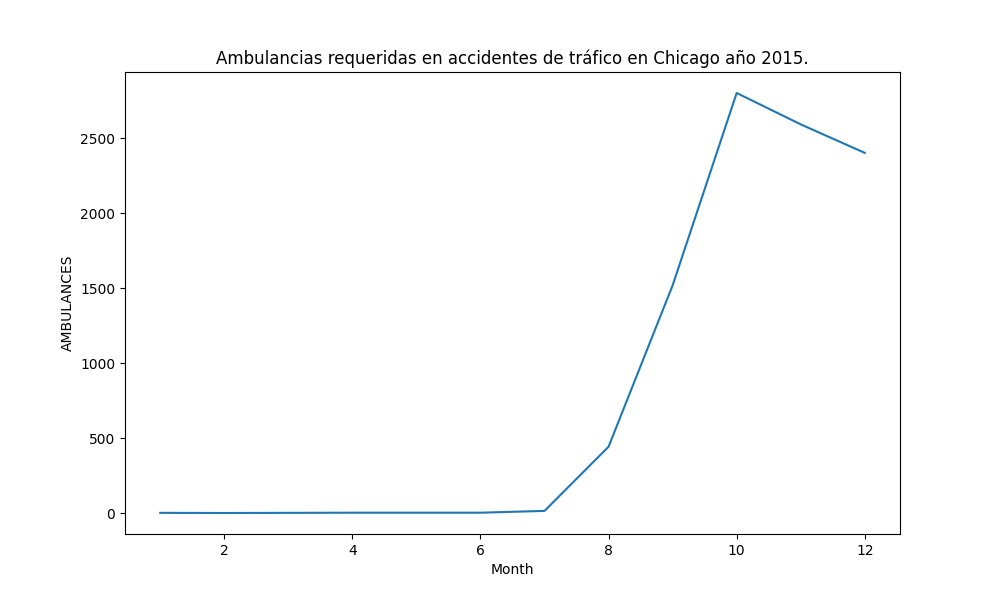 Ambulancias requeridas en accidentes de tráfico en Chicago año 2015.
AMBULANCES
2500
2000
1500
1000
500
0
2 4 6 8 10 12
Month